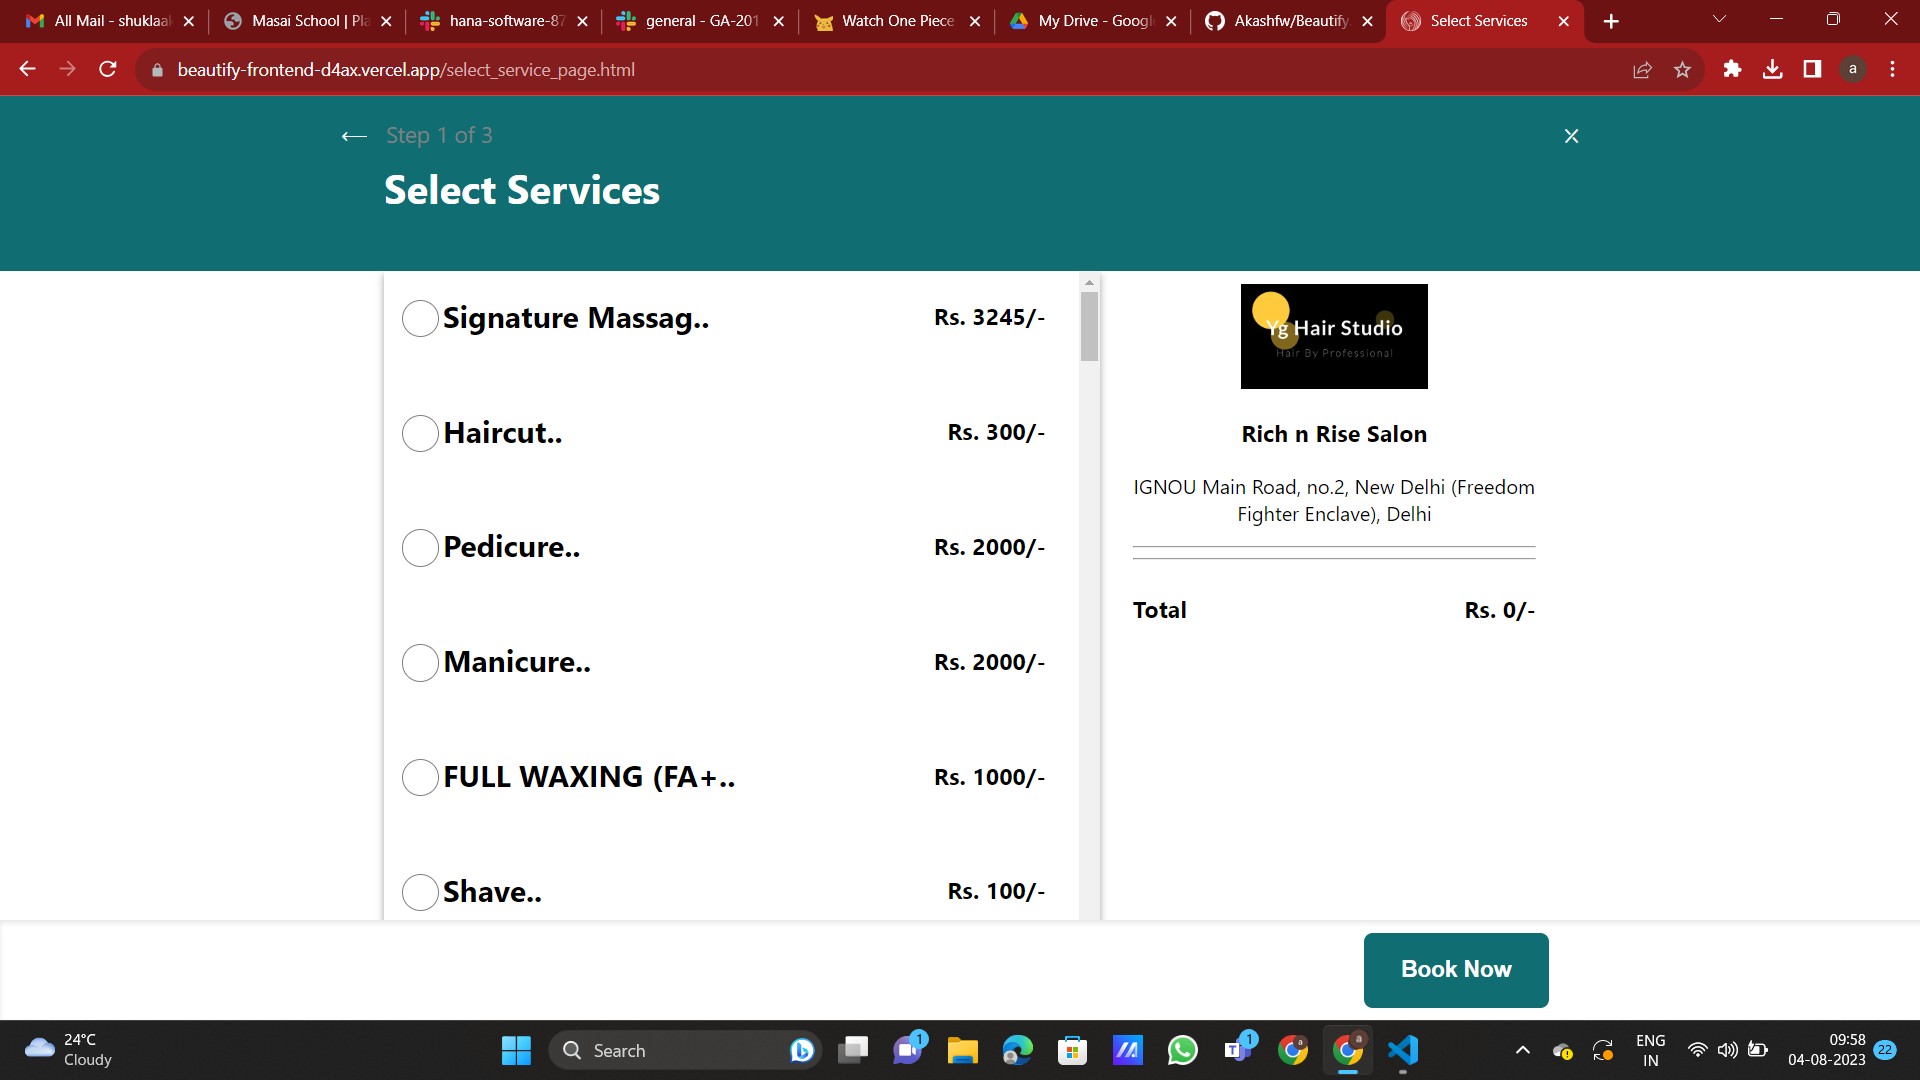 All Mail - shuklaa
Masai School | Pla
hana-software-87
general - GA-201
Watch One Piece
My Drive - Googl
Akashfw/Beautify
Select Services
beautify-frontend-d4ax.vercel.app/select_service_page.html
a
Step 1 of 3
Select Services
Signature Massag.. Rs. 3245/-
Haircut.. Rs. 300/-
Pedicure.. Rs. 2000/-
Manicure.. Rs. 2000/-
FULL WAXING (FA+.. Rs. 1000/-
Shave.. Rs. 100/-
Yg Hair Studio
Hair By Professional
Rich n Rise Salon
IGNOU Main Road, no.2, New Delhi (Freedom
Fighter Enclave), Delhi
Total Rs. 0/-
Book Now
24°C
Cloudy
Search
1
1
a
a
ENG
IN
09:58
04-08-2023
22